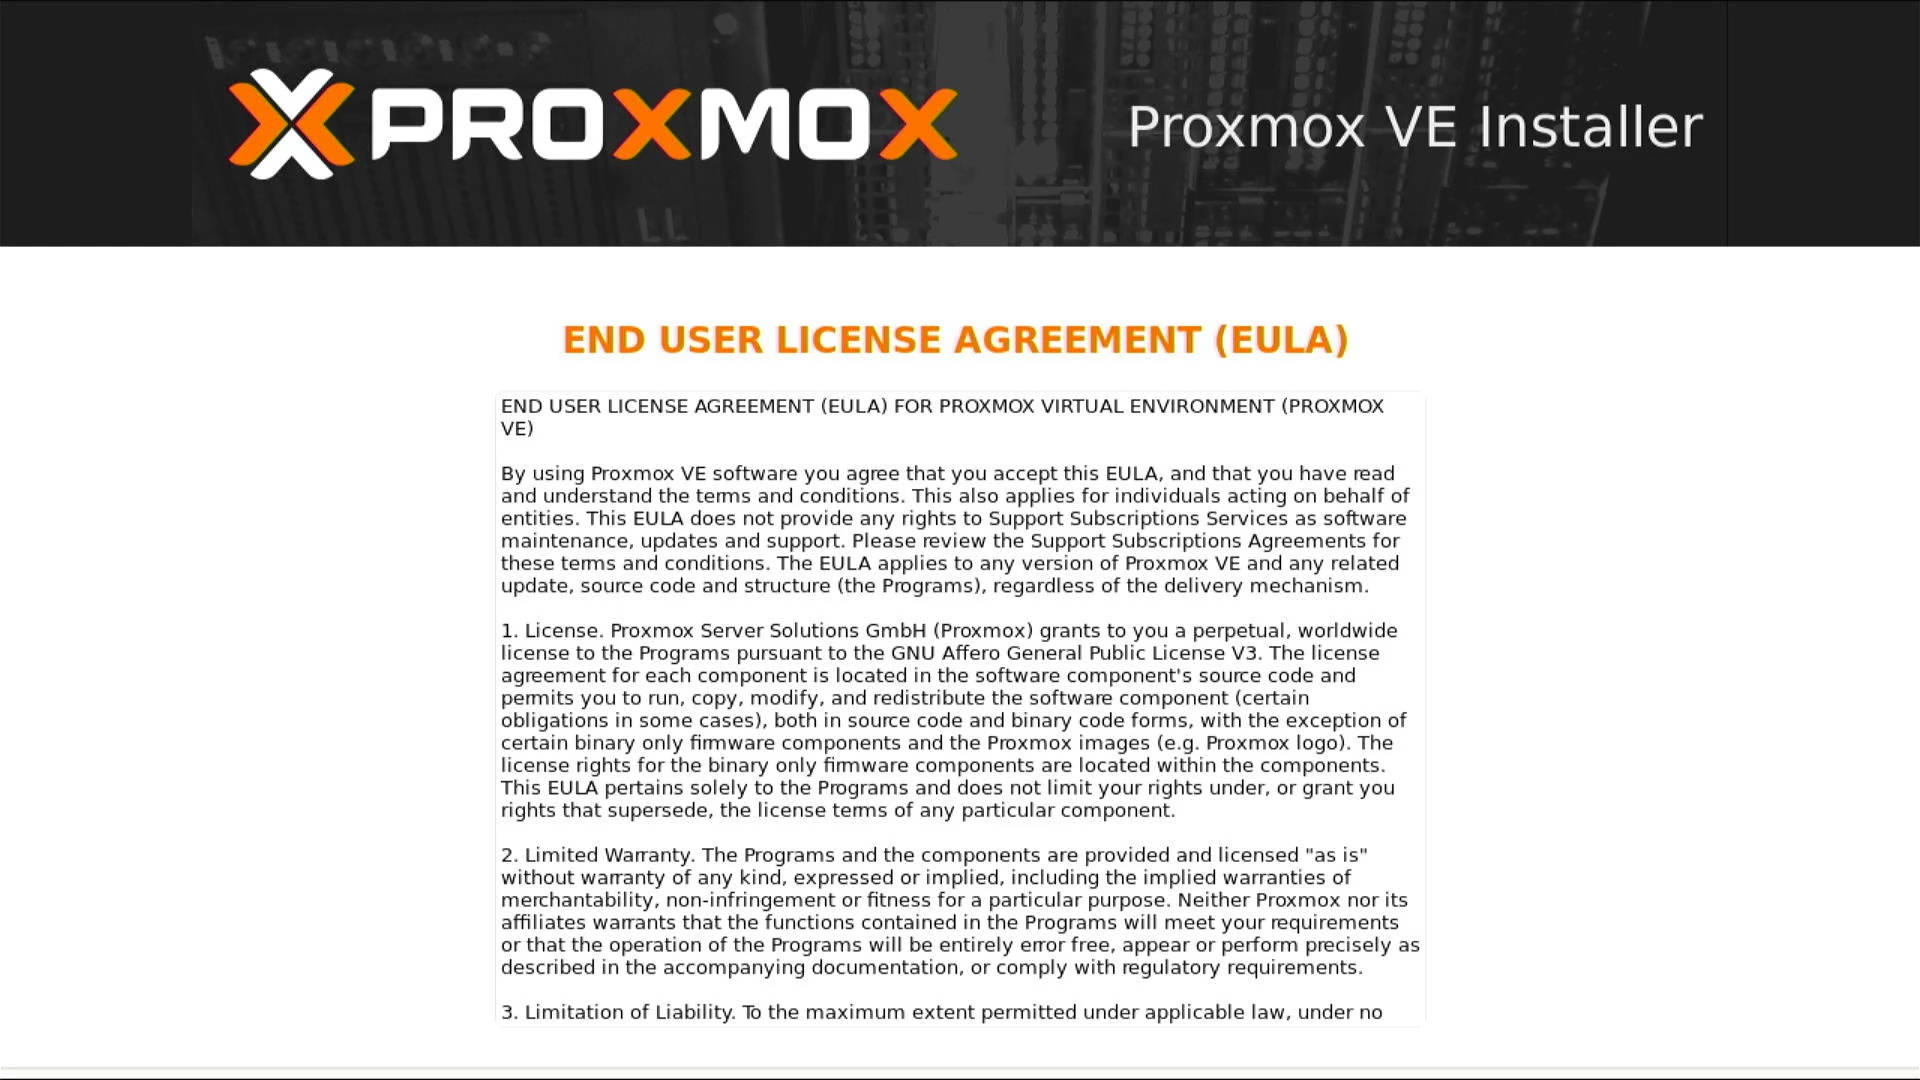 PROXMOX
Proxmox VE Installer
END USER LICENSE AGREEMENT (EULA)
END USER LICENSE AGREEMENT (EULA) FOR PROXMOX VIRTUAL ENVIRONMENT (PROXMOX
VE)
By using Proxmox VE software you agree that you accept this EULA, and that you have read
and understand the terms and conditions. This also applies for individuals acting on behalf of
entities. This EULA does not provide any rights to Support Subscriptions Services as software
maintenance, updates and support. Please review the Support Subscriptions Agreements for
these terms and conditions. The EULA applies to any version of Proxmox VE and any related
update, source code and structure (the Programs), regardless of the delivery mechanism.
1. License. Proxmox Server Solutions GmbH (Proxmox) grants to you a perpetual, worldwide
license to the Programs pursuant to the GNU Affero General Public License V3. The license
agreement for each component is located in the software component's source code and
permits you to run, copy, modify, and redistribute the software component (certain
obligations in some cases), both in source code and binary code forms, with the exception of
certain binary only firmware components and the Proxmox images (e.g. Proxmox logo). The
license rights for the binary only firmware components are located within the components.
This EULA pertains solely to the Programs and does not limit your rights under, or grant you
rights that supersede, the license terms of any particular component.
2. Limited Warranty. The Programs and the components are provided and licensed "as is"
without warranty of any kind, expressed or implied, including the implied warranties of
merchantability, non-infringement or fitness for a particular purpose. Neither Proxmox nor its
affiliates warrants that the functions contained in the Programs will meet your requirements
or that the operation of the Programs will be entirely error free, appear or perform precisely as
described in the accompanying documentation, or comply with regulatory requirements.
3. Limitation of Liability. To the maximum extent permitted under applicable law, under no